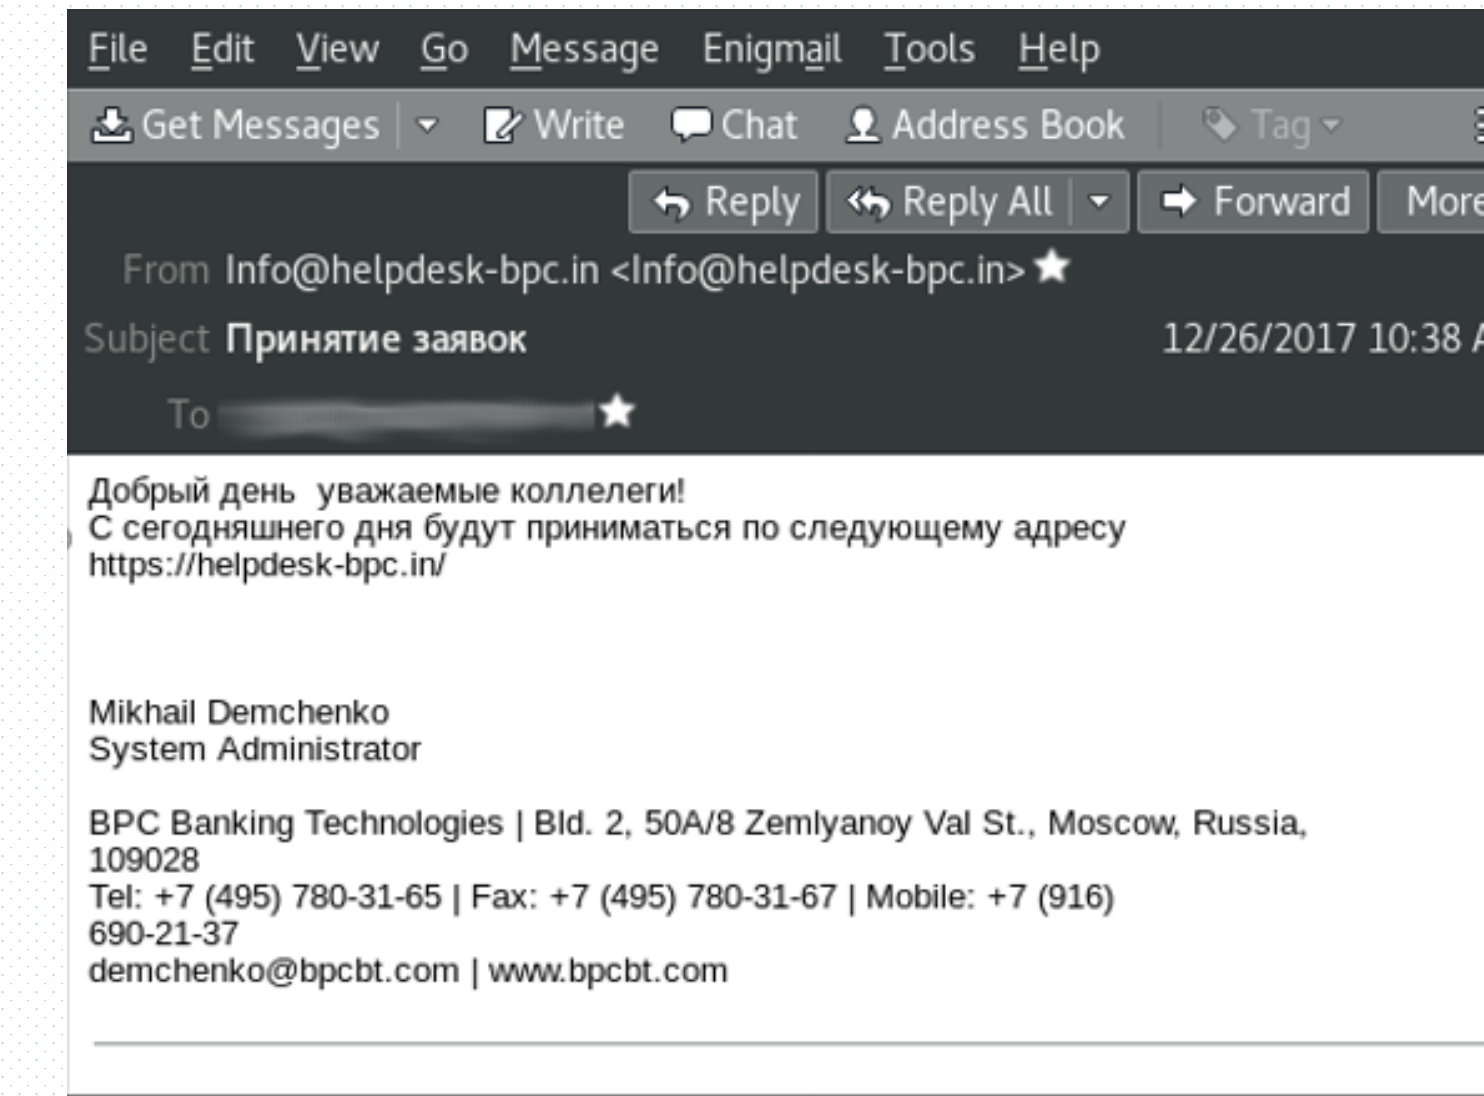 File Edit View Go Message Enigmail Tools Help
Get Messages Write Chat Address Book Tag
Reply Reply All Forward More
From Info@helpdesk-bpc.in <Info@helpdesk-bpc.in>
Subject Принятие заявок 12/26/2017 10:38
To
Добрый день уважаемые коллелеги!
С сегодняшнего дня будут приниматься по следующему адресу
https://helpdesk-bpc.in/
Mikhail Demchenko
System Administrator
BPC Banking Technologies | Bld. 2, 50A/8 Zemlyanoy Val St., Moscow, Russia,
109028
Tel: +7 (495) 780-31-65 | Fax: +7 (495) 780-31-67 | Mobile: +7 (916)
690-21-37
demchenko@bpcbt.com | www.bpcbt.com